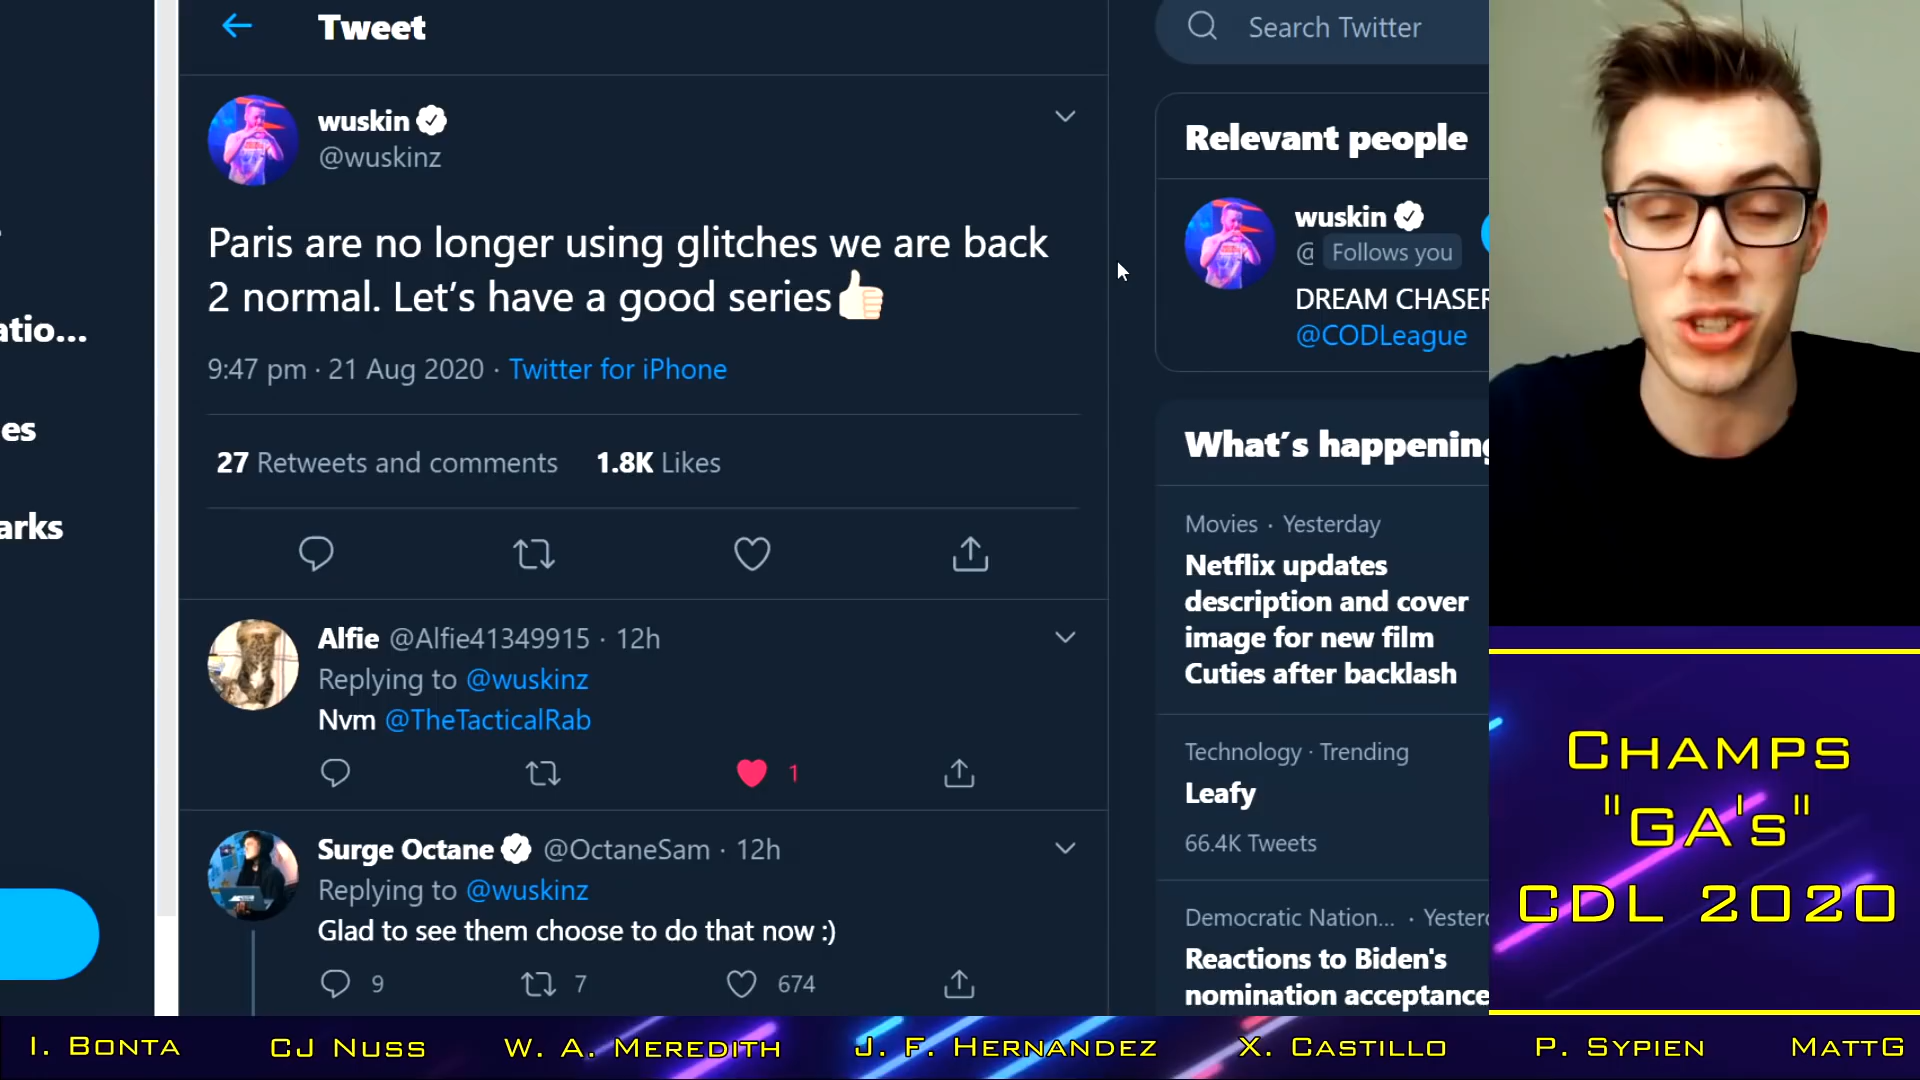 Tweet
Search Twitter
wuskin
@wuskinz
Paris are no longer using glitches we are back
2 normal. Let's have a good series
9:47 pm · 21 Aug 2020 · Twitter for iPhone
27 Retweets and comments 1.8K Likes
Alfie @Alfie41349915 · 12h
Replying to @wuskinz
Nvm @TheTacticalRab
1
Surge Octane @OctaneSam · 12h
Replying to @wuskinz
Glad to see them choose to do that now :)
9 7 674
atio...
es
arks
Relevant people
wuskin
@ Follows you
DREAM CHASER
@CODLeague
What's happening
Movies · Yesterday
Netflix updates
description and cover
image for new film
Cuties after backlash
Technology · Trending
Leafy
66.4K Tweets
Democratic Nation... · Yester
Reactions to Biden's
nomination acceptance
CHAMPS
"GA's"
CDL 2020
I. BONTA CJ NUSS W. A. MEREDITH J. F. HERNANDEZ X. CASTILLO P. SYPIEN MATTG